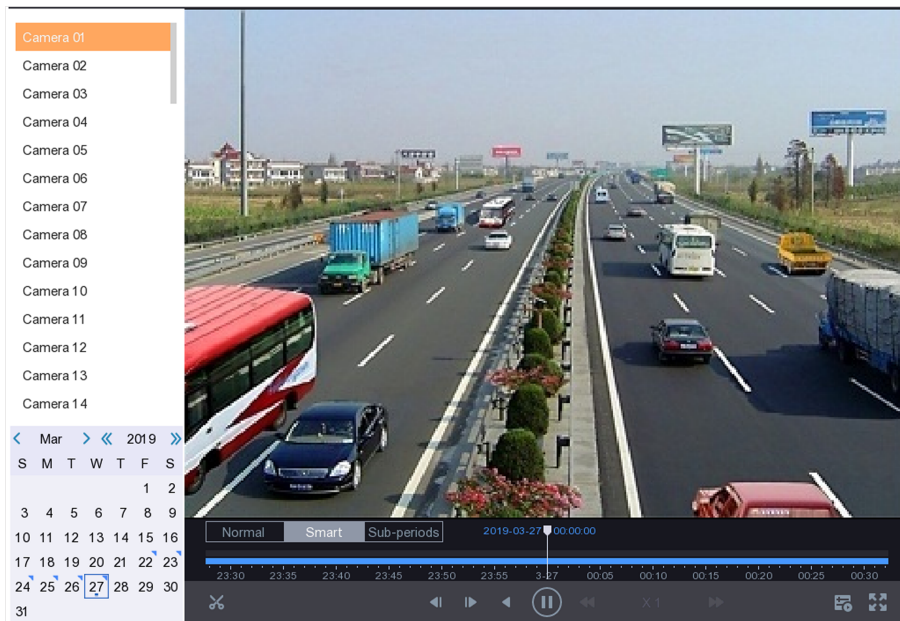 Camera 01
Camera 02
Camera 03
Camera 04
Camera 05
Camera 06
Camera 07
Camera 08
Camera 09
Camera 10
Camera 11
Camera 12
Camera 13
Camera 14
Mar 2019
S M T W T F S
1 2
3 4 5 6 7 8 9
10 11 12 13 14 15 16
17 18 19 20 21 22 23
24 25 26 27 28 29 30
31
Normal Smart Sub-periods
2019-03-27 00:00:00
23:30 23:35 23:40 23:45 23:50 23:55 3-27 00:05 00:10 00:15 00:20 00:25 00:30
X 1